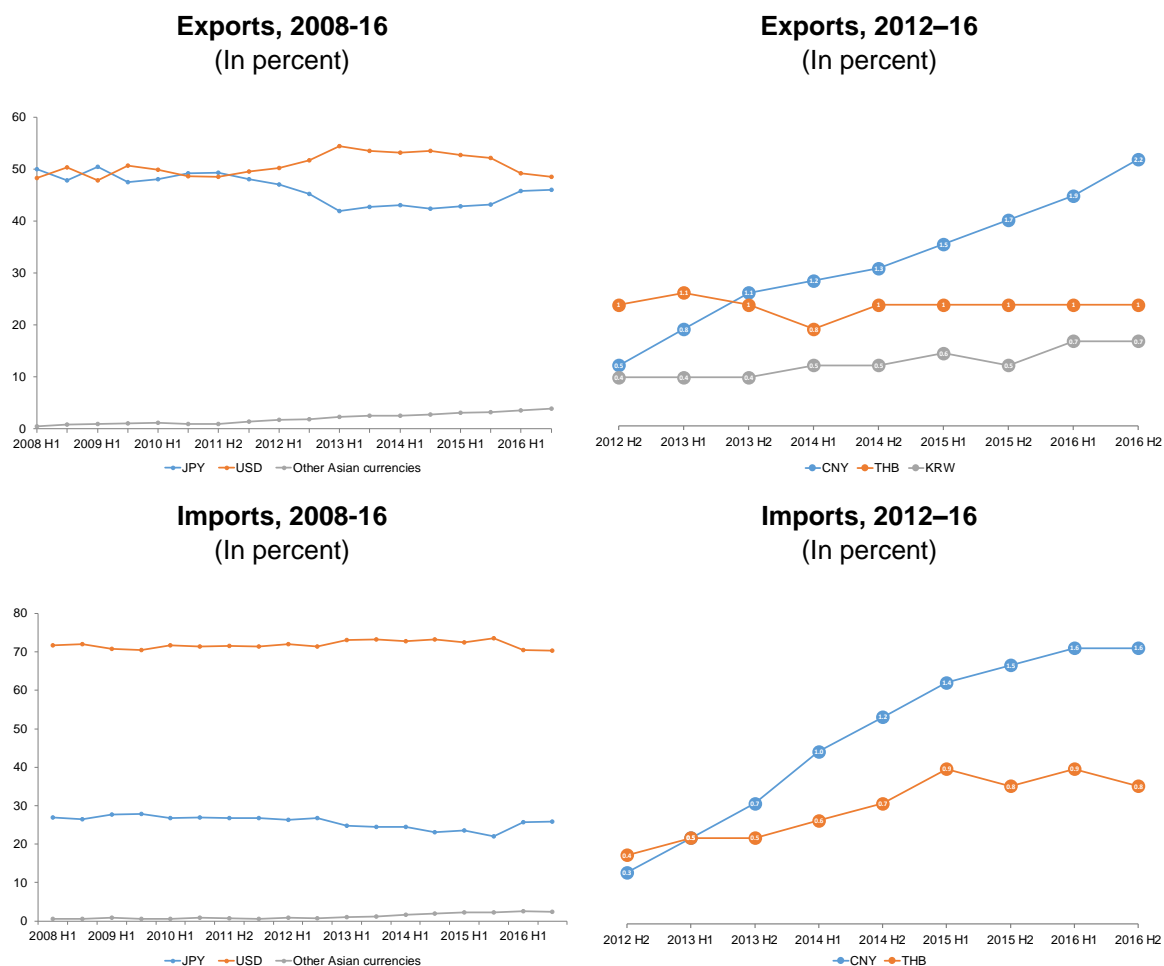 Exports, 2008-16
(In percent)
60
50
40
30
20
10
0
2008 H1 2009 H1 2010 H1 2011 H2 2012 H1 2013 H1 2014 H1 2015 H1 2016 H1
JPY USD Other Asian currencies
Exports, 2012–16
(In percent)
0.5 0.8 1.1 1.2 1.3 1.5 1.7 1.9 2.2
1 1.1 1 0.8 1 1 1 1 1
0.4 0.4 0.4 0.5 0.5 0.6 0.5 0.7 0.7
2012 H2 2013 H1 2013 H2 2014 H1 2014 H2 2015 H1 2015 H2 2016 H1 2016 H2
CNY THB KRW
Imports, 2008-16
(In percent)
80
70
60
50
40
30
20
10
0
2008 H1 2009 H1 2010 H1 2011 H2 2012 H1 2013 H1 2014 H1 2015 H1 2016 H1
JPY USD Other Asian currencies
Imports, 2012–16
(In percent)
0.3 0.5 0.7 1.0 1.2 1.4 1.5 1.6 1.6
0.4 0.5 0.6 0.7 0.9 0.8 0.9 0.8
2012 H2 2013 H1 2013 H2 2014 H1 2014 H2 2015 H1 2015 H2 2016 H1 2016 H2
CNY THB